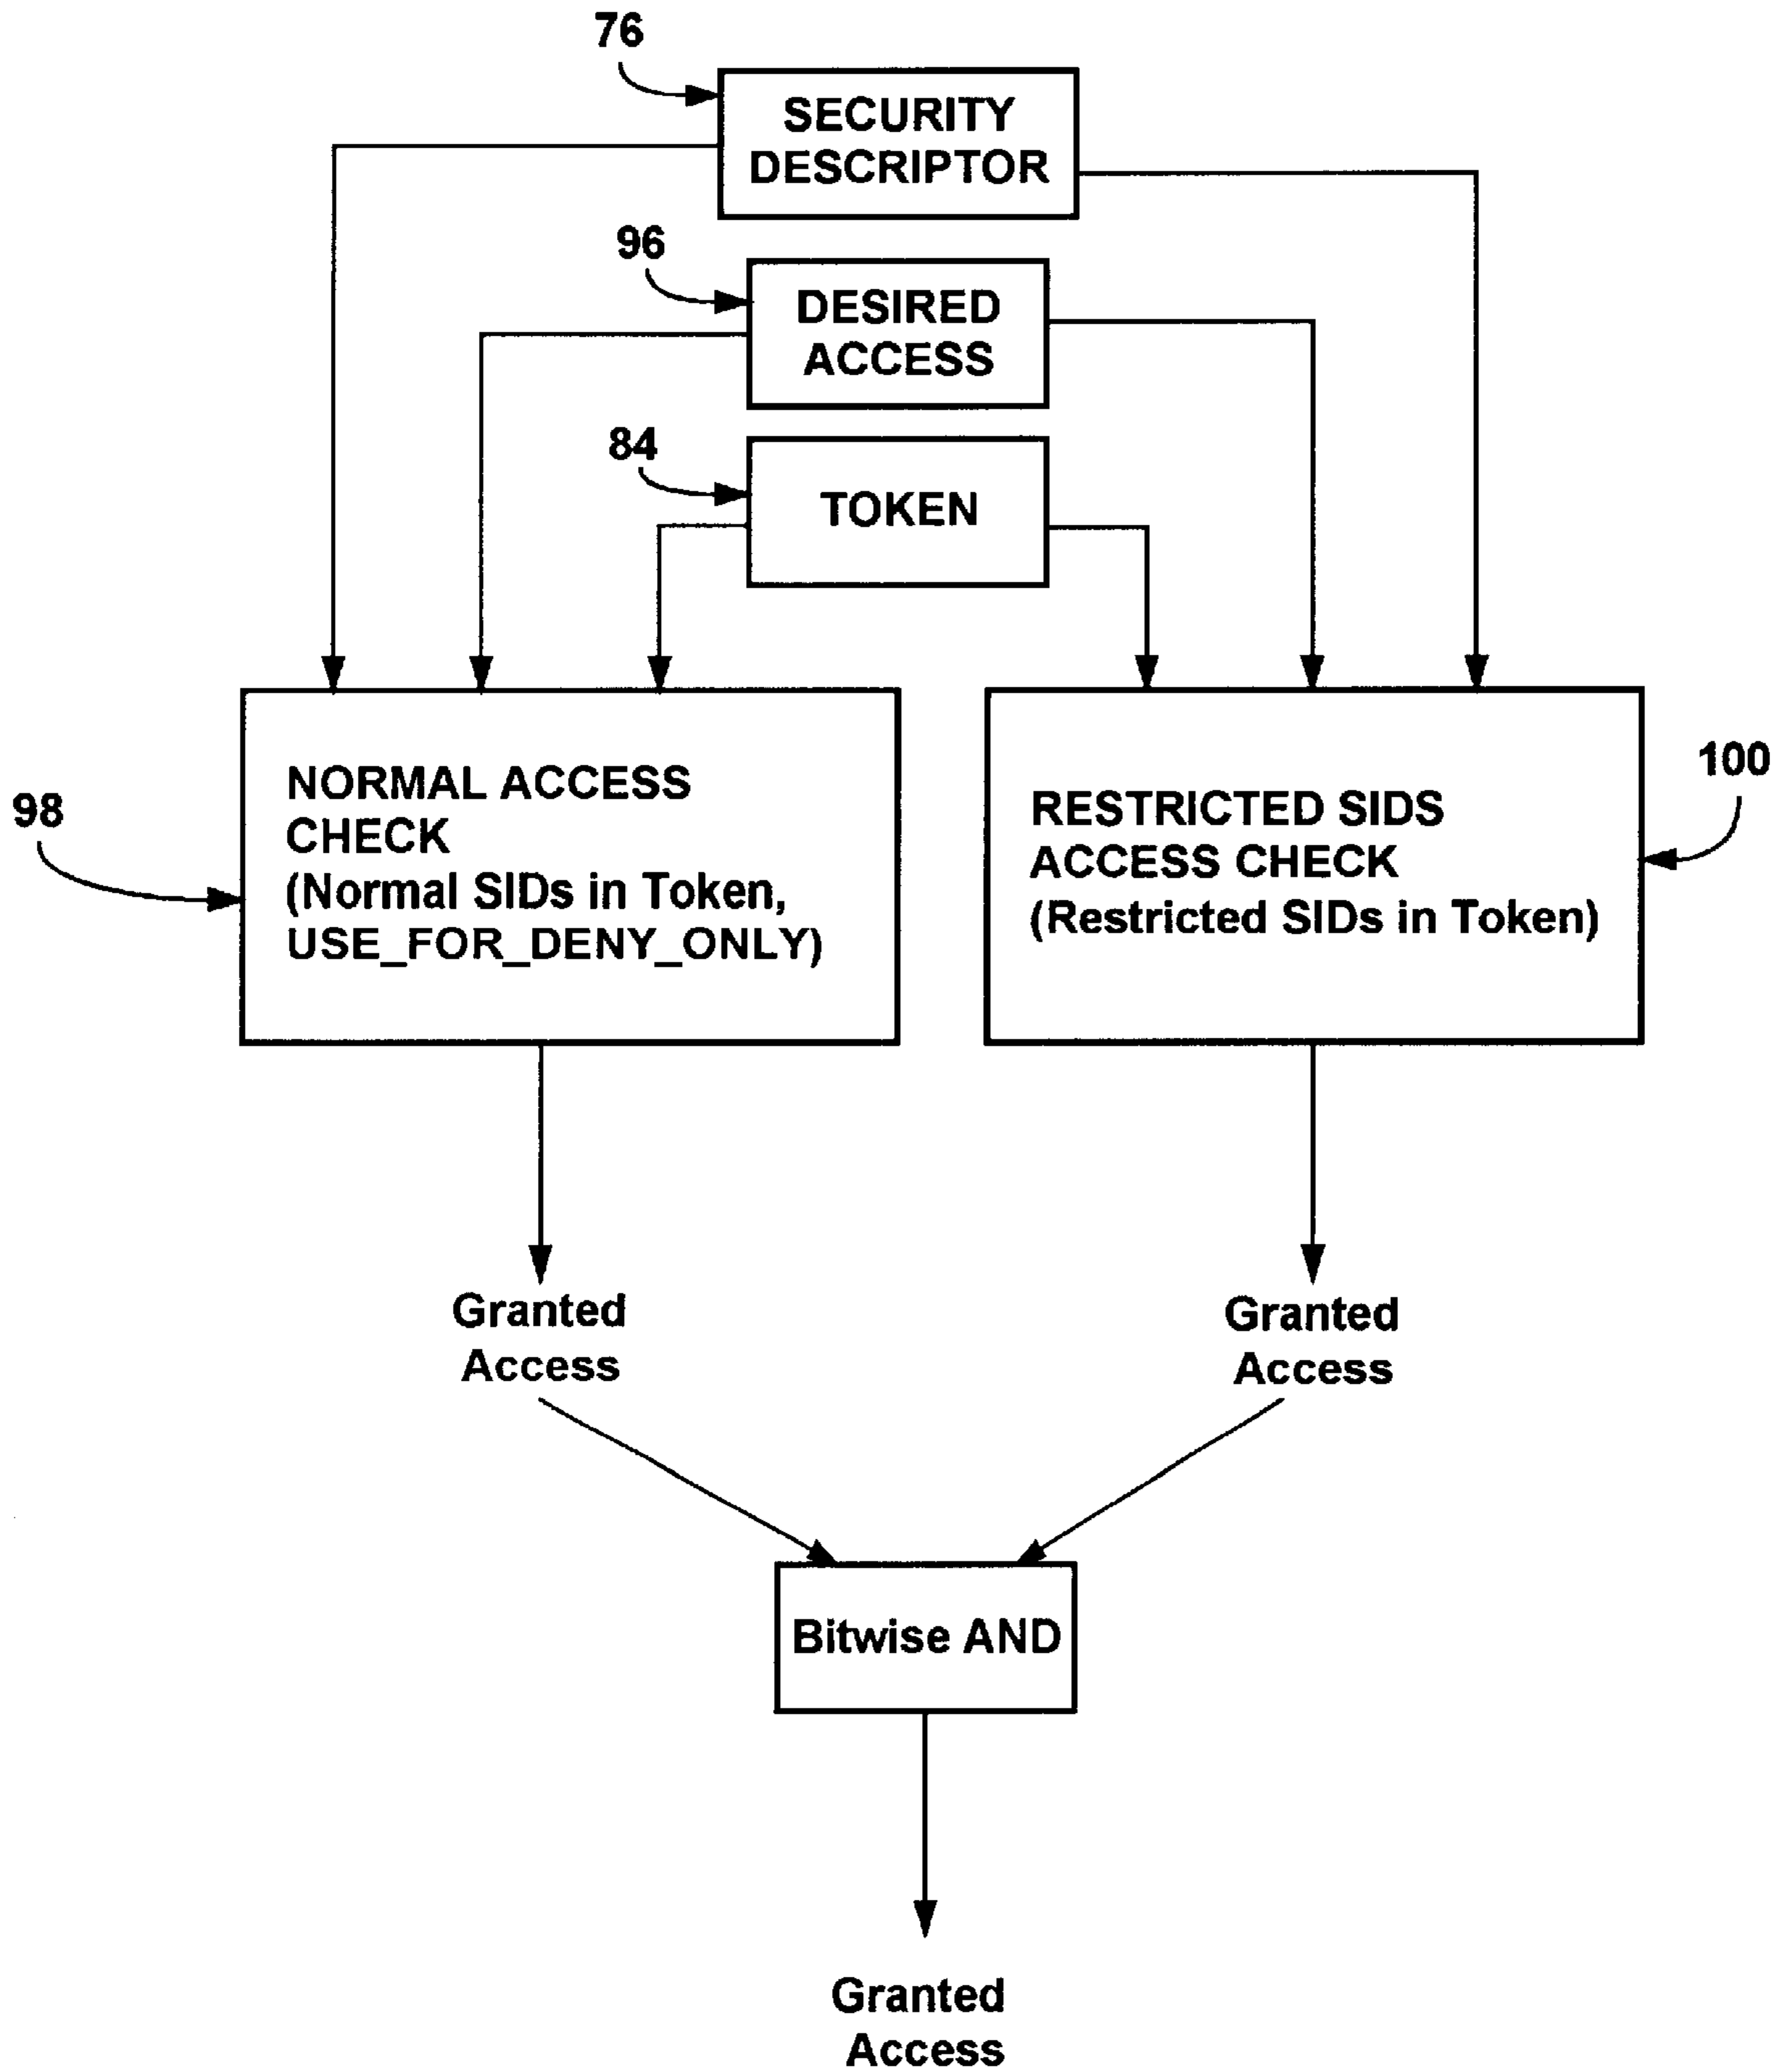 76
SECURITY
DESCRIPTOR
96
DESIRED
ACCESS
84
TOKEN
NORMAL ACCESS
CHECK
(Normal SIDs in Token,
USE_FOR_DENY_ONLY)
98
RESTRICTED SIDS
ACCESS CHECK
(Restricted SIDs in Token)
100
Granted
Access
Granted
Access
Bitwise AND
Granted
Access